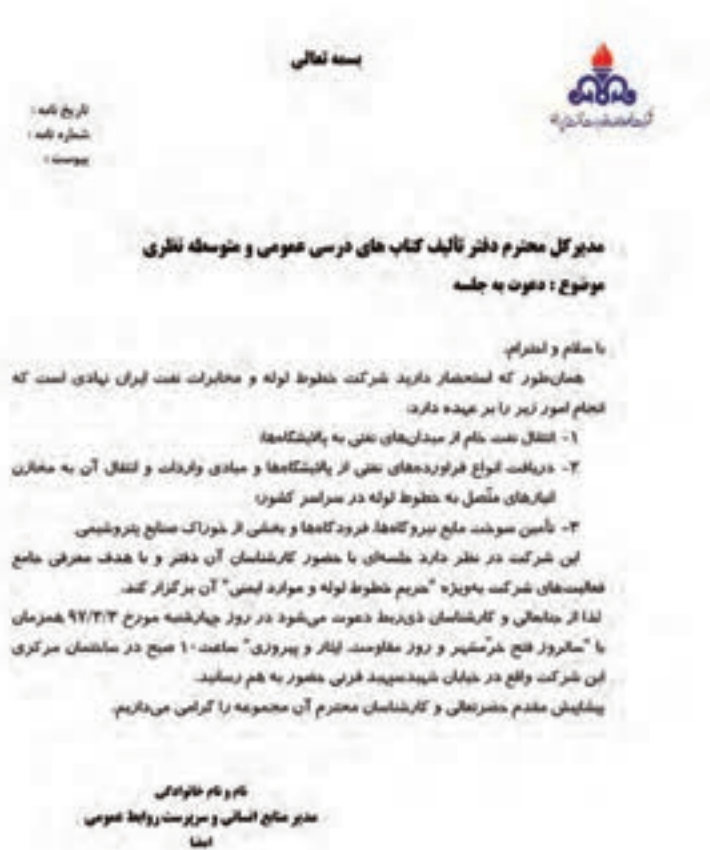 بسمه تعالی
تاریخ نامه :
شماره نامه :
پیوست :
مدیرکل محترم دفتر تألیف کتاب های درسی عمومی و متوسطه نظری
موضوع : دعوت به جلسه
با سلام و احترام،
همان‌طور که استحضار دارید شرکت خطوط لوله و مخابرات نفت ایران نهادی است که
انجام امور زیر را بر عهده دارد:
۱- انتقال نفت خام از میدان‌های نفتی به پالایشگاه‌ها؛
۲- دریافت انواع فراورده‌های نفتی از پالایشگاه‌ها و مبادی واردات و انتقال آن به مخازن
انبارهای متّصل به خطوط لوله در سراسر کشور؛
۳- تأمین سوخت مایع نیروگاه‌ها، فرودگاه‌ها و بخشی از خوراک صنایع پتروشیمی.
این شرکت در نظر دارد جلسه‌ای با حضور کارشناسان آن دفتر و با هدف معرفی جامع
فعالیت‌های شرکت به‌ویژه "حریم خطوط لوله و موارد ایمنی" آن برگزار کند.
لذا از جنابعالی و کارشناسان ذی‌ربط دعوت می‌شود در روز چهارشنبه مورخ ۹۷/۳/۳ همزمان
با "سالروز فتح خرّمشهر و روز مقاومت، ایثار و پیروزی" ساعت ۱۰ صبح در ساختمان مرکزی
این شرکت واقع در خیابان شهیدسپهبد قرنی حضور به هم رسانید.
پیشاپیش مقدم حضرتعالی و کارشناسان محترم آن مجموعه را گرامی می‌داریم.
نام و نام خانوادگی
مدیر منابع انسانی و سرپرست روابط عمومی
امضا